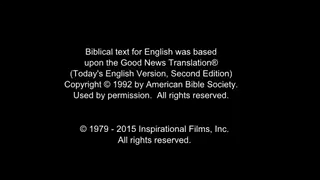 Biblical text for English was based
upon the Good News Translation®
(Today's English Version, Second Edition)
Copyright © 1992 by American Bible Society.
Used by permission. All rights reserved.
© 1979 - 2015 Inspirational Films, Inc.
All rights reserved.